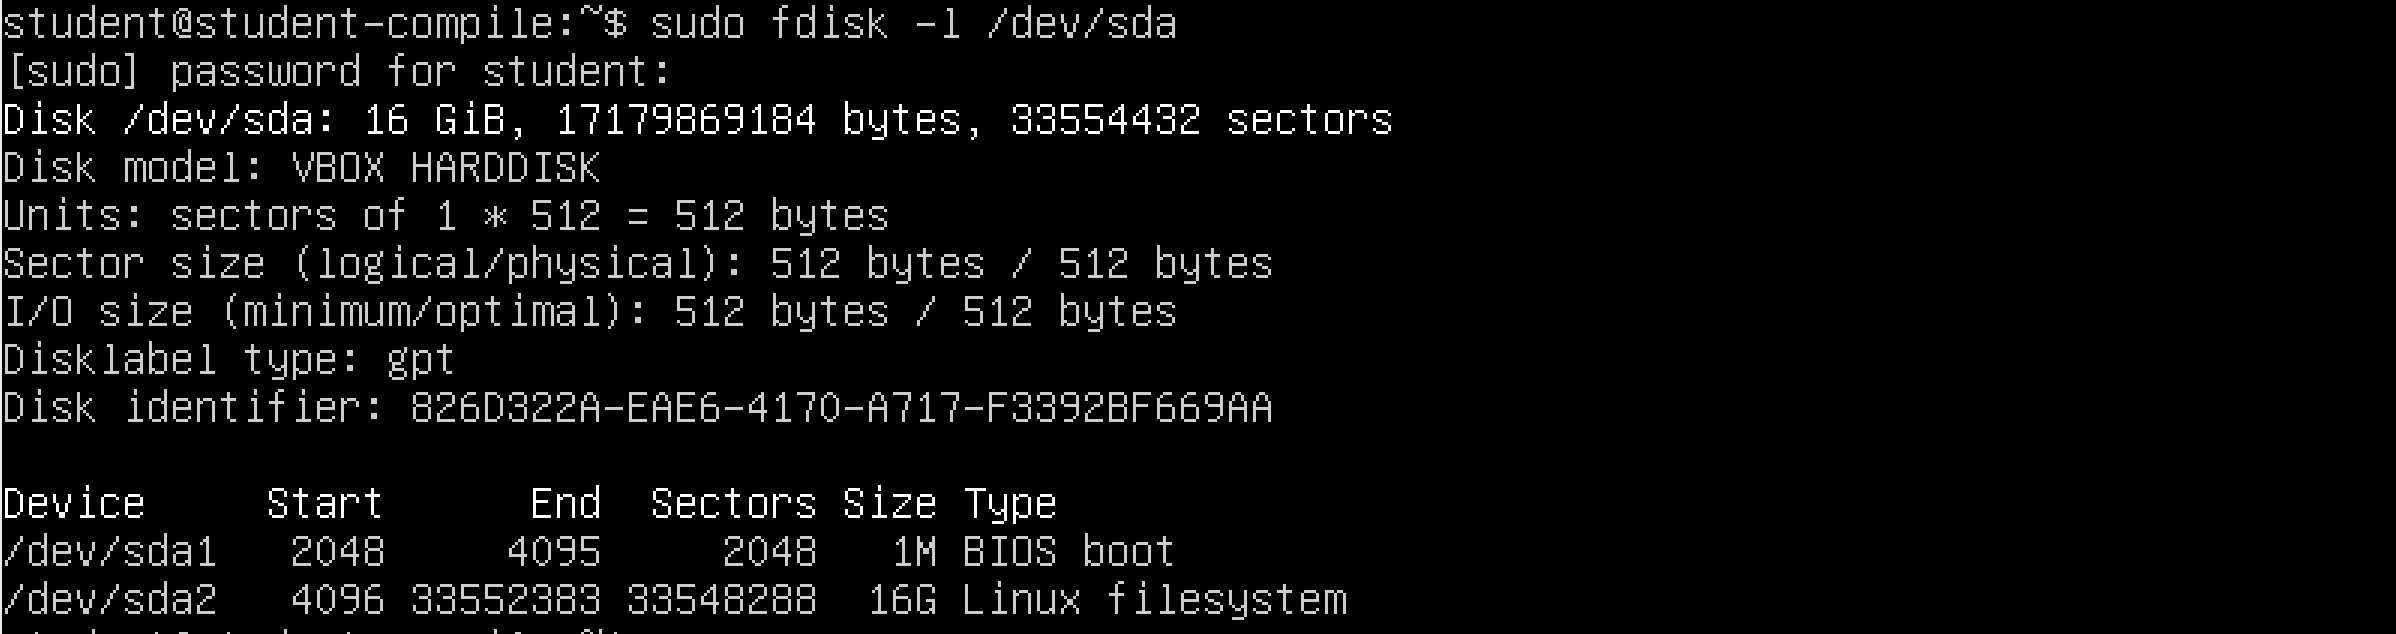 student@student-compile:~$ sudo fdisk -l /dev/sda
[sudo] password for student:
Disk /dev/sda: 16 GiB, 17179869184 bytes, 33554432 sectors
Disk model: VBOX HARDDISK
Units: sectors of 1 * 512 = 512 bytes
Sector size (logical/physical): 512 bytes / 512 bytes
I/O size (minimum/optimal): 512 bytes / 512 bytes
Disklabel type: gpt
Disk identifier: 826D322A-EAE6-4170-A717-F3392BF669AA
Device Start End Sectors Size Type
/dev/sda1 2048 4095 2048 1M BIOS boot
/dev/sda2 4096 33552383 33548288 16G Linux filesystem